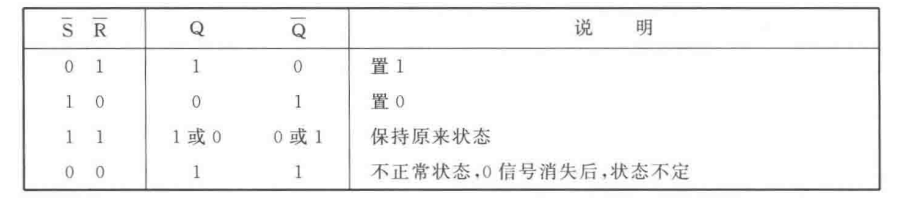 S̅ R̅ Q Q̅ 说 明
0 1 1 0 置1
1 0 0 1 置0
1 1 1或0 0或1 保持原来状态
0 0 1 1 不正常状态,0信号消失后,状态不定